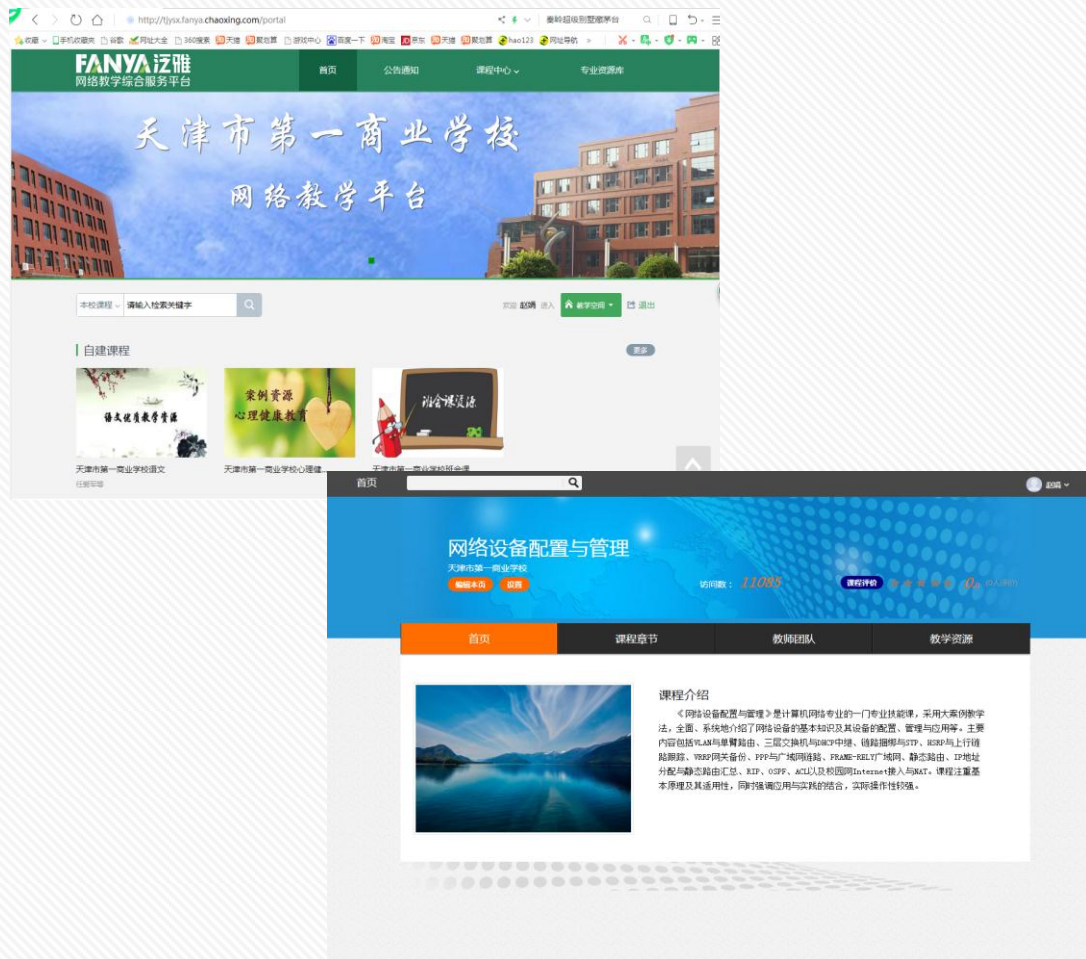 http://tjysx.fanya.chaoxing.com/portal
秦岭超级别墅撤茅台
收藏 手机收藏夹 谷歌 网址大全 360搜索 天猫 聚划算 游戏中心 百度一下 淘宝 京东 天猫 聚划算 hao123 网址导航 »
FANYA 泛雅
网络教学综合服务平台
首页 公告通知 课程中心 专业资源库
天津市第一商业学校
网络教学平台
本校课程 请输入检索关键字
欢迎 赵娟 进入 教学空间 退出
自建课程 更多
语文优质教学资源
案例资源
心理健康教育
班会课资源
天津市第一商业学校语文 天津市第一商业学校心理健... 天津市第一商业学校班会课
首页 赵娟
网络设备配置与管理
天津市第一商业学校
编辑本页 设置
访问数: 11085 课程评价
首页 课程章节 教师团队 教学资源
课程介绍
《网络设备配置与管理》是计算机网络专业的一门专业技能课,采用大案例教学
法,全面、系统地介绍了网络设备的基本知识及其设备的配置、管理与应用等。主要
内容包括VLAN与单臂路由、三层交换机与DHCP中继、链路捆绑与STP、HSRP与上行链
路跟踪、VRRP网关备份、PPP与广域网链路、FRAME-RELY广域网、静态路由、IP地址
分配与静态路由汇总、RIP、OSPF、ACL以及校园网Internet接入与NAT。课程注重基
本原理及其适用性,同时强调应用与实践的结合,实际操作性较强。